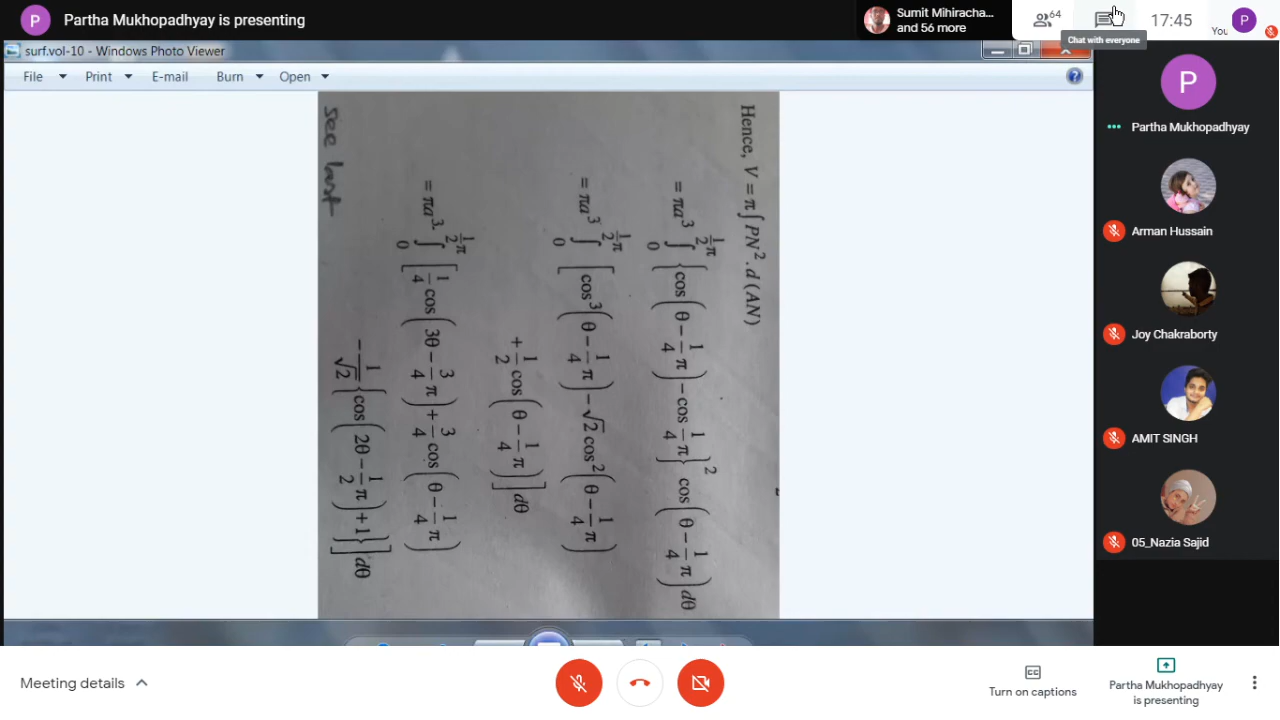 P Partha Mukhopadhyay is presenting
Sumit Mihiracha...
and 56 more
64
17:45
You P
Chat with everyone
surf.vol-10 - Windows Photo Viewer
File Print E-mail Burn Open
Hence, V = π∫PN². d (AN)
= πa³ ∫₀^{½π} {cos(θ − ¼π) − cos ¼π}² cos(θ − ¼π) dθ
= πa³ ∫₀^{½π} [cos³(θ − ¼π) − √2 cos²(θ − ¼π)
+ ½ cos(θ − ¼π)] dθ
= πa³ ∫₀^{½π} [¼ cos(3θ − ¾π) + ¾ cos(θ − ¼π)
− 1/√2 {cos(2θ − ½π) + 1}] dθ
see last
P
Partha Mukhopadhyay
Arman Hussain
Joy Chakraborty
AMIT SINGH
05_Nazia Sajid
Meeting details
Turn on captions
Partha Mukhopadhyay
is presenting